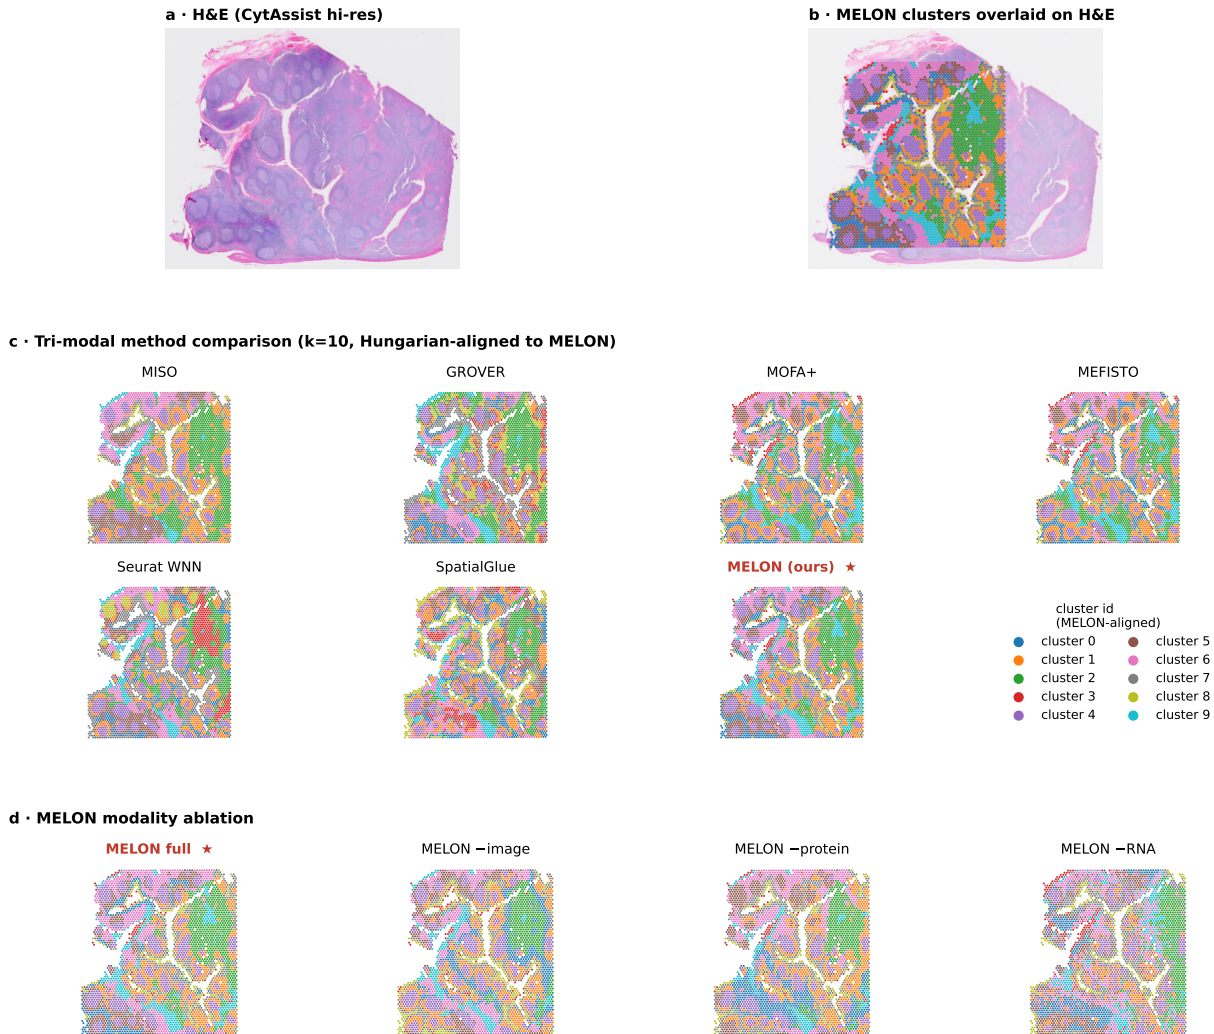 a · H&E (CytAssist hi-res)
b · MELON clusters overlaid on H&E
c · Tri-modal method comparison (k=10, Hungarian-aligned to MELON)
MISO
GROVER
MOFA+
MEFISTO
Seurat WNN
SpatialGlue
MELON (ours) ★
cluster id
(MELON-aligned)
cluster 0
cluster 1
cluster 2
cluster 3
cluster 4
cluster 5
cluster 6
cluster 7
cluster 8
cluster 9
d · MELON modality ablation
MELON full ★
MELON −image
MELON −protein
MELON −RNA